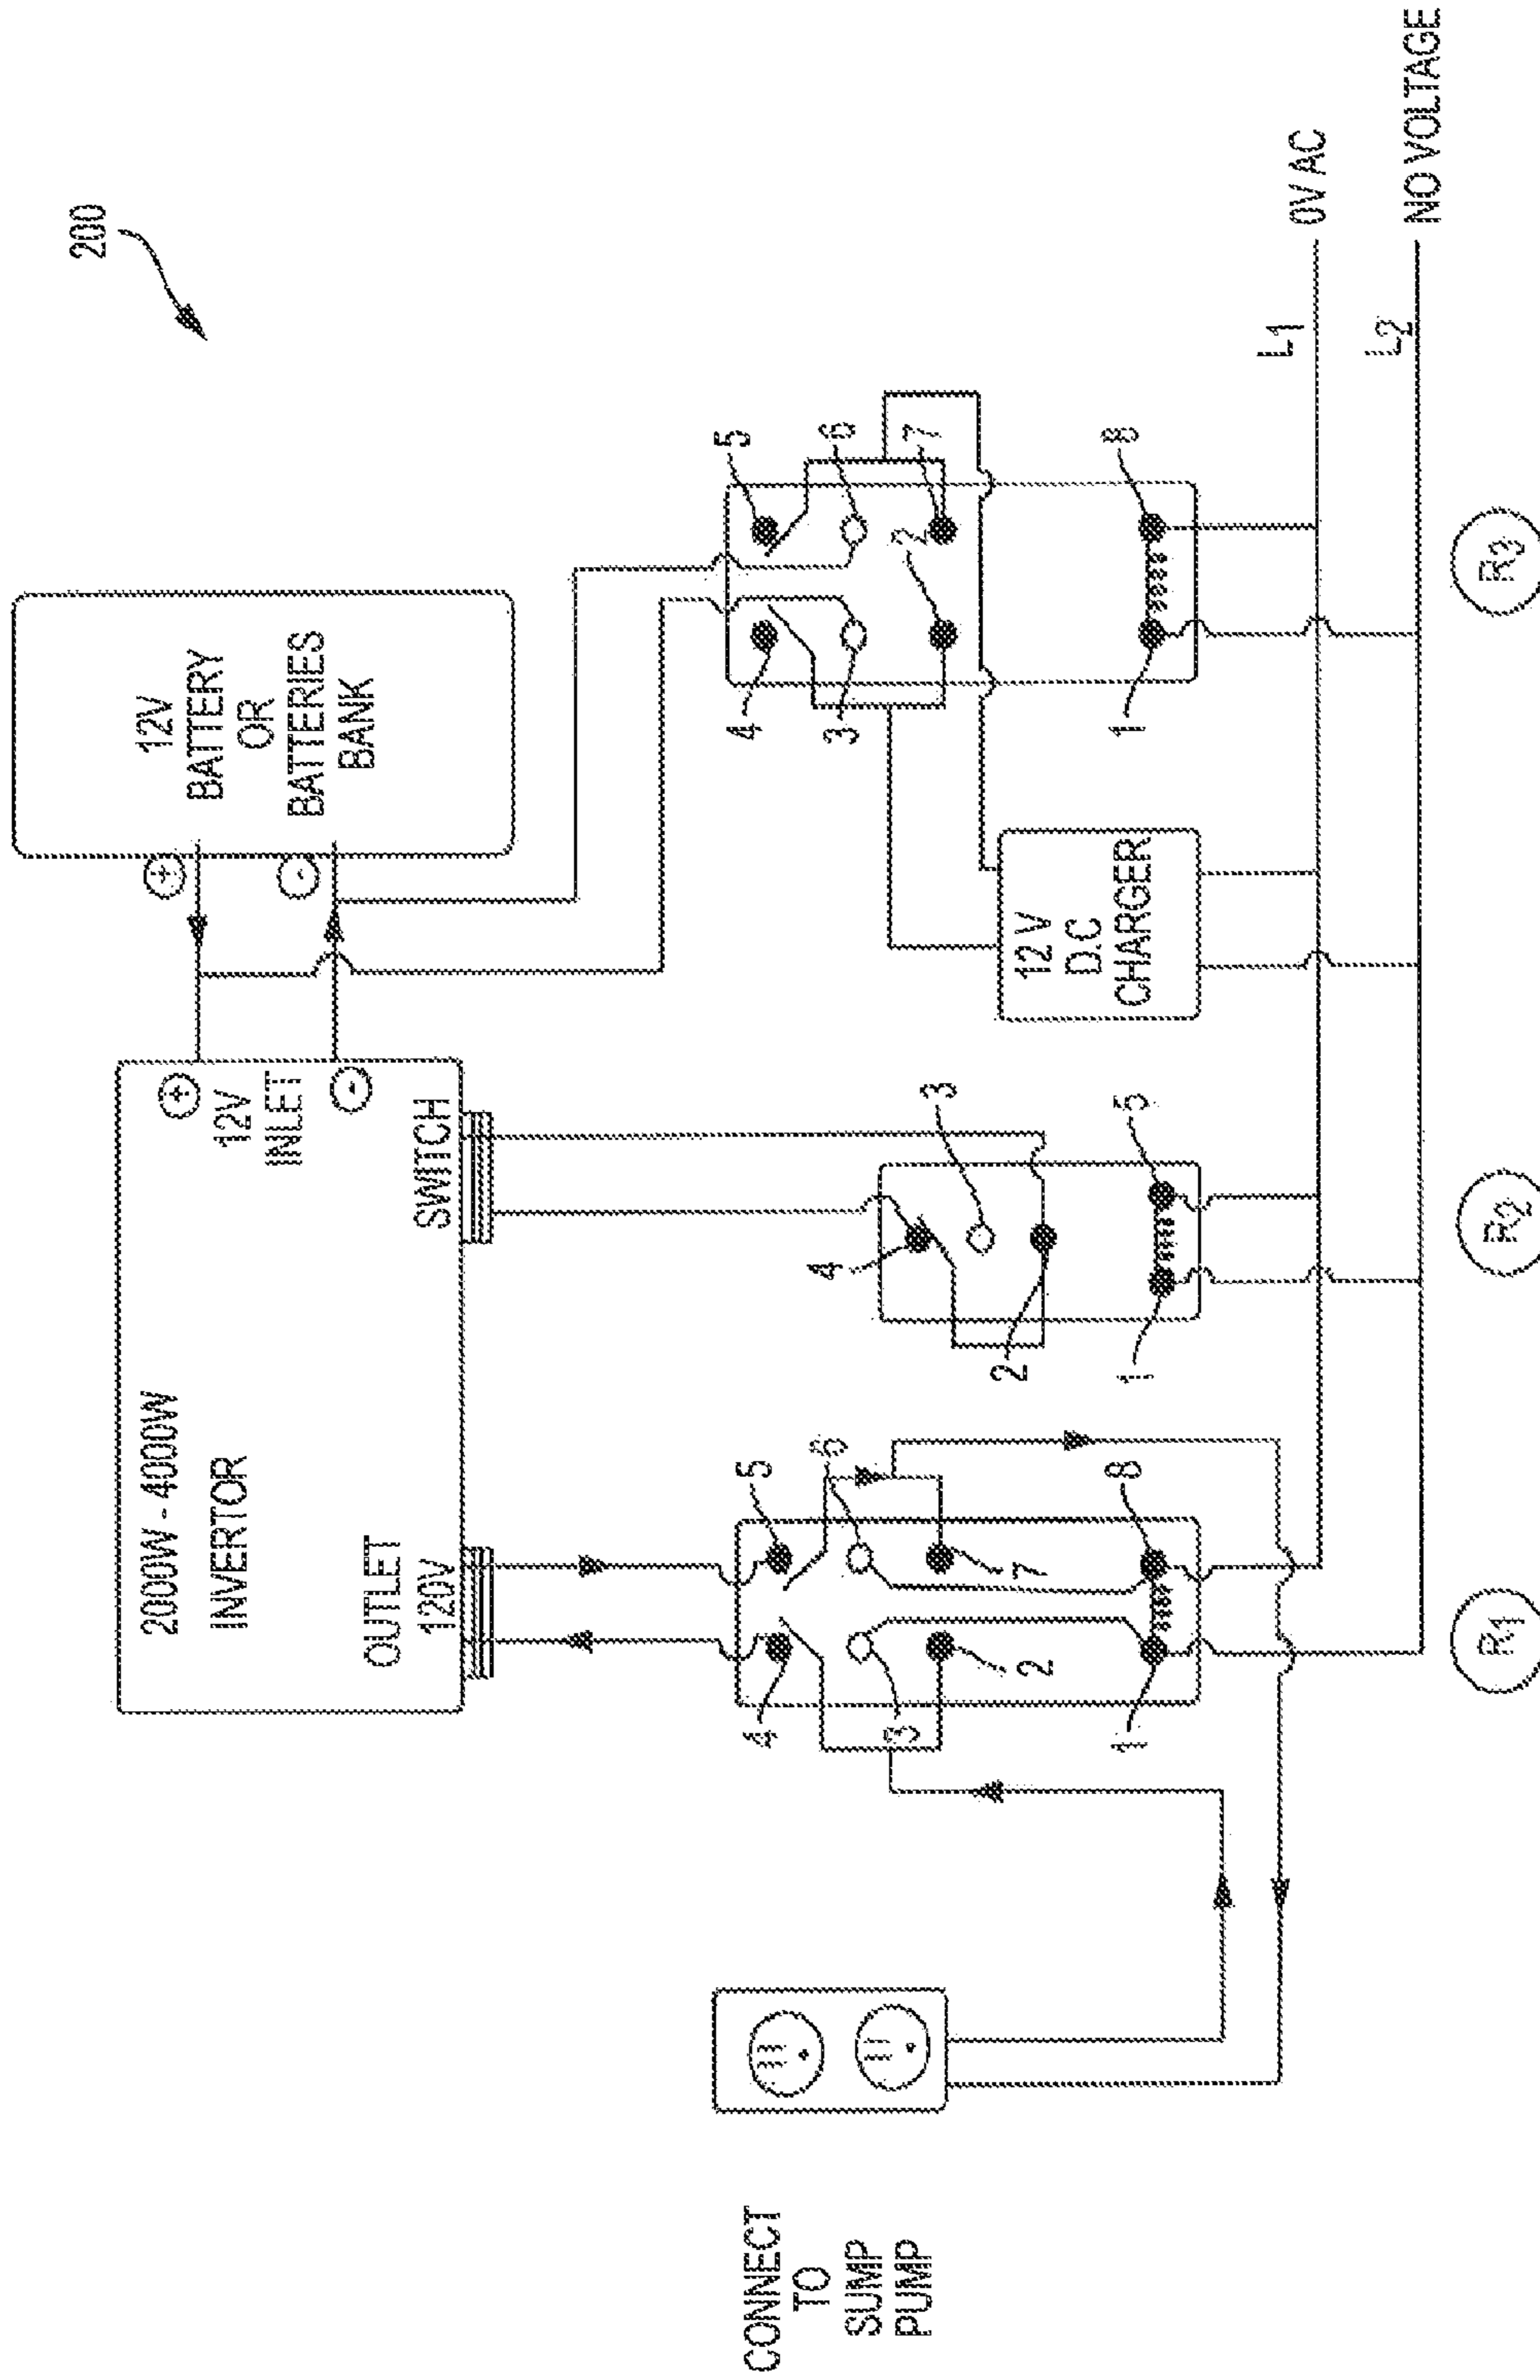 200
12V
BATTERY
OR
BATTERIES
BANK
+
-
2000W - 4000W
INVERTOR
+
12V
INLET
-
OUTLET
120V
SWITCH
CONNECT
TO
SUMP
PUMP
4
5
3
6
2
7
1
8
R1
4
3
2
1
5
R2
12 V
D.C
CHARGER
4
5
3
6
2
7
1
8
R3
L1
0V AC
L2
NO VOLTAGE